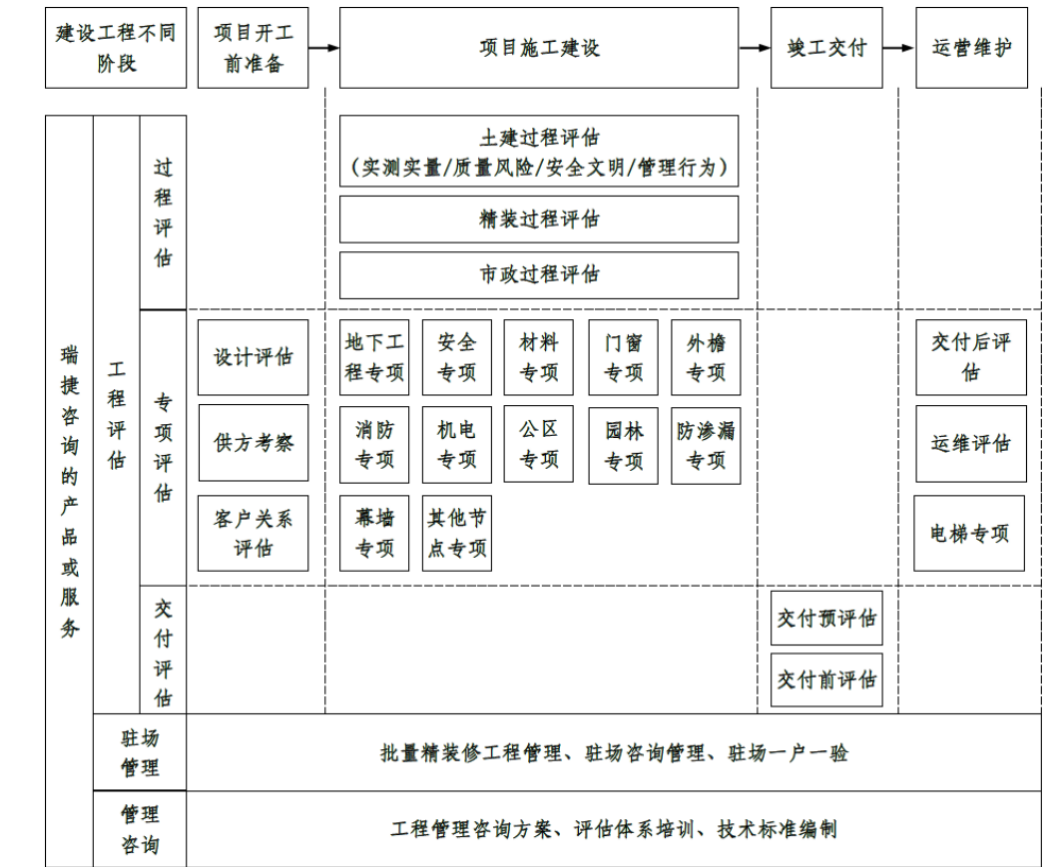 建设工程不同
阶段
项目开工
前准备
项目施工建设
竣工交付
运营维护
瑞捷咨询的产品或服务
工程评估
过程评估
土建过程评估
(实测实量/质量风险/安全文明/管理行为)
精装过程评估
市政过程评估
专项评估
设计评估
供方考察
客户关系
评估
地下工
程专项
安全
专项
材料
专项
门窗
专项
外檐
专项
消防
专项
机电
专项
公区
专项
园林
专项
防渗漏
专项
幕墙
专项
其他节
点专项
交付后评
估
运维评估
电梯专项
交付评估
交付预评估
交付前评估
驻场
管理
批量精装修工程管理、驻场咨询管理、驻场一户一验
管理
咨询
工程管理咨询方案、评估体系培训、技术标准编制